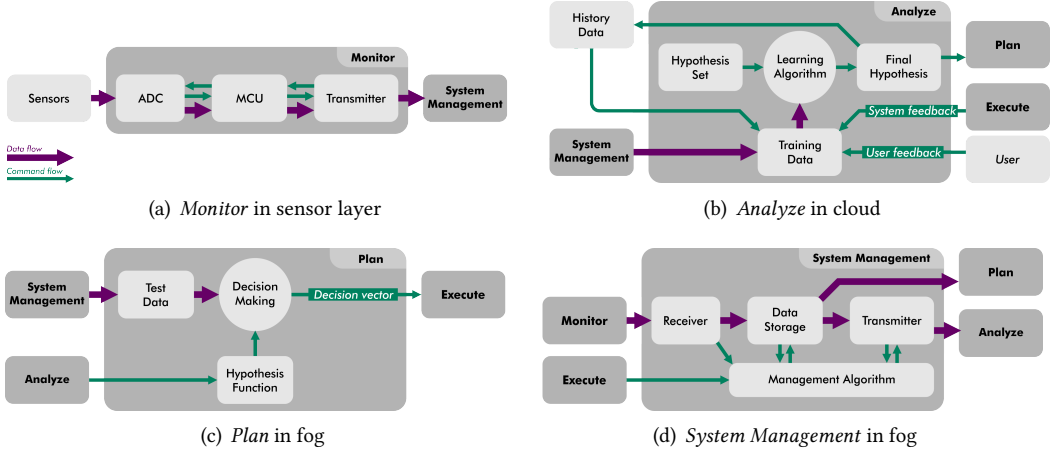 Monitor
Sensors
ADC
MCU
Transmitter
System
Management
Data flow
Command flow
(a) Monitor in sensor layer
Analyze
History
Data
Hypothesis
Set
Learning
Algorithm
Final
Hypothesis
Plan
Execute
System feedback
System
Management
Training
Data
User feedback
User
(b) Analyze in cloud
Plan
System
Management
Test
Data
Decision
Making
Decision vector
Execute
Analyze
Hypothesis
Function
(c) Plan in fog
System Management
Plan
Monitor
Receiver
Data
Storage
Transmitter
Analyze
Execute
Management Algorithm
(d) System Management in fog